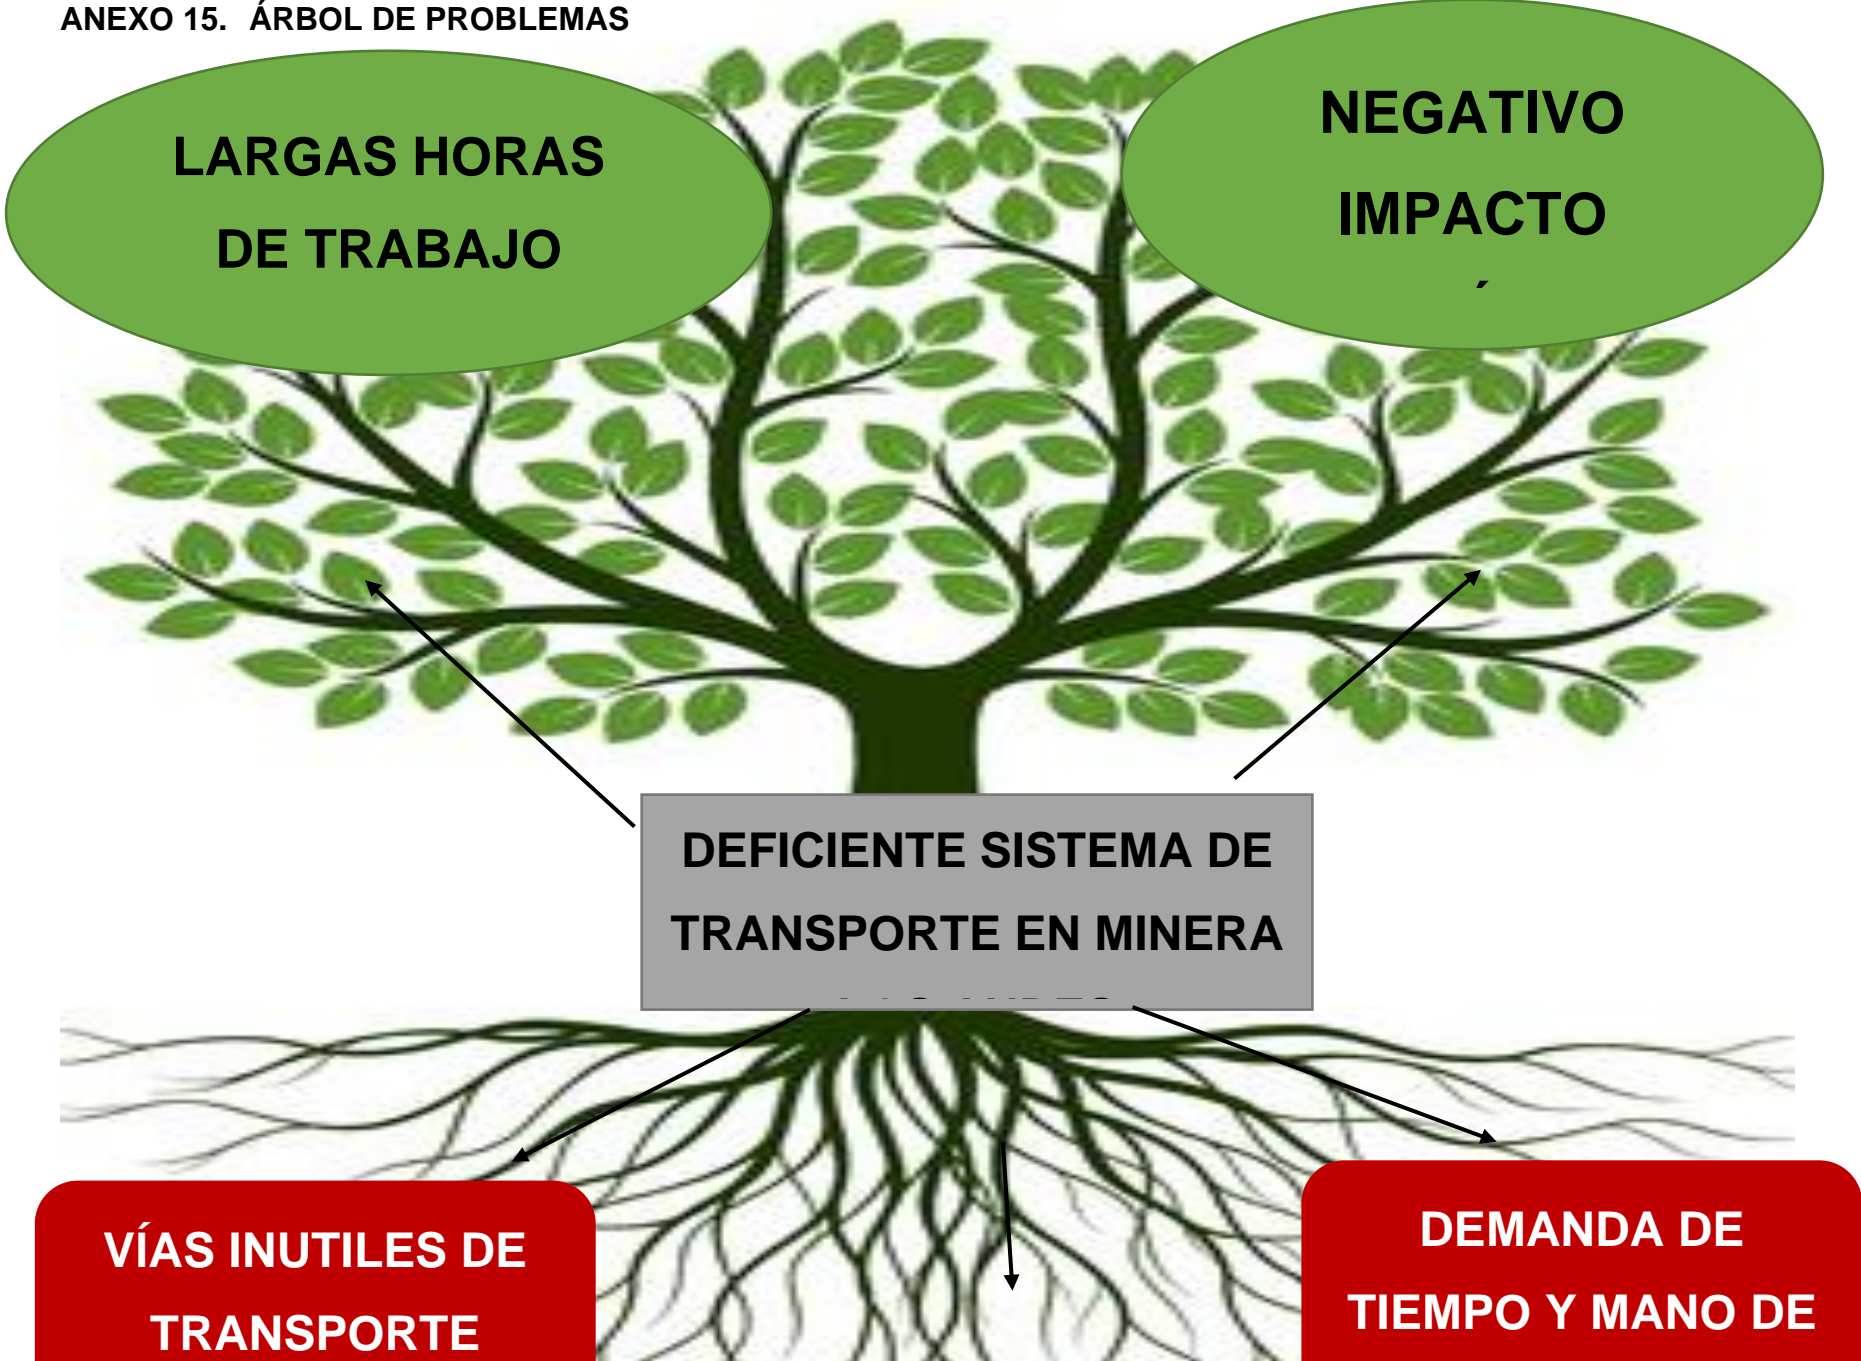 ANEXO 15. ÁRBOL DE PROBLEMAS
LARGAS HORAS
DE TRABAJO
NEGATIVO
IMPACTO
DEFICIENTE SISTEMA DE
TRANSPORTE EN MINERA
VÍAS INUTILES DE
TRANSPORTE
DEMANDA DE
TIEMPO Y MANO DE